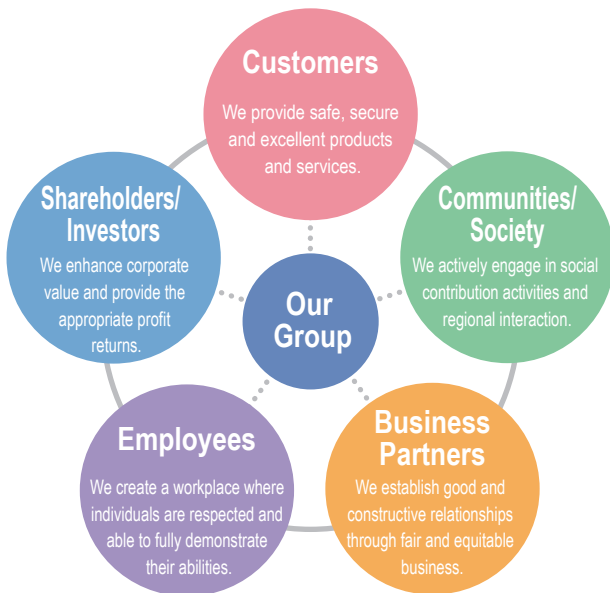 Customers
We provide safe, secure
and excellent products
and services.
Shareholders/
Investors
We enhance corporate
value and provide the
appropriate profit
returns.
Communities/
Society
We actively engage in social
contribution activities and
regional interaction.
Our
Group
Employees
We create a workplace where
individuals are respected and
able to fully demonstrate
their abilities.
Business
Partners
We establish good and
constructive relationships
through fair and equitable
business.